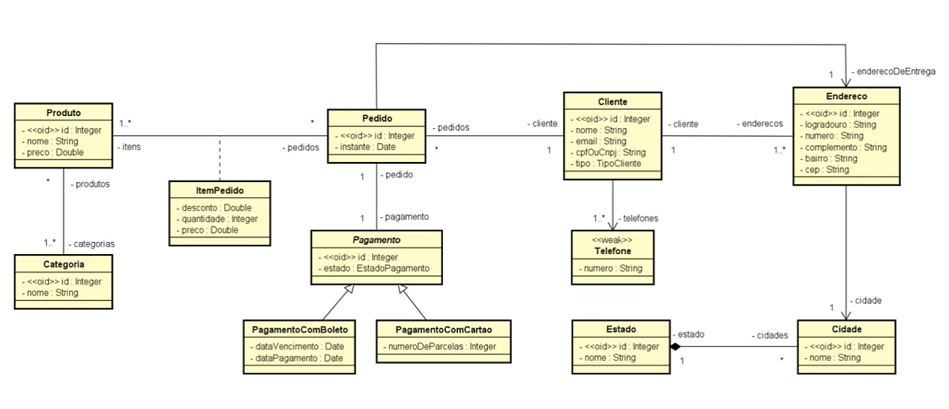 1 - enderecoDeEntrega
Produto
- <<oid>> id : Integer
- nome : String
- preco : Double
1..*
- itens
*
- pedidos
Pedido
- <<oid>> id : Integer
- instante : Date
- pedidos
*
- cliente
1
Cliente
- <<oid>> id : Integer
- nome : String
- email : String
- cpfOuCnpj : String
- tipo : TipoCliente
- cliente
1
- enderecos
1..*
Endereco
- <<oid>> id : Integer
- logradouro : String
- numero : String
- complemento : String
- bairro : String
- cep : String
* - produtos
ItemPedido
- desconto : Double
- quantidade : Integer
- preco : Double
1 - pedido
1 - pagamento
1..* - telefones
1..* - categorias
Categoria
- <<oid>> id : Integer
- nome : String
Pagamento
- <<oid>> id : Integer
- estado : EstadoPagamento
<<weak>>
Telefone
- numero : String
- cidade
1
PagamentoComBoleto
- dataVencimento : Date
- dataPagamento : Date
PagamentoComCartao
- numeroDeParcelas : Integer
Estado
- <<oid>> id : Integer
- nome : String
- estado
1
- cidades
*
Cidade
- <<oid>> id : Integer
- nome : String